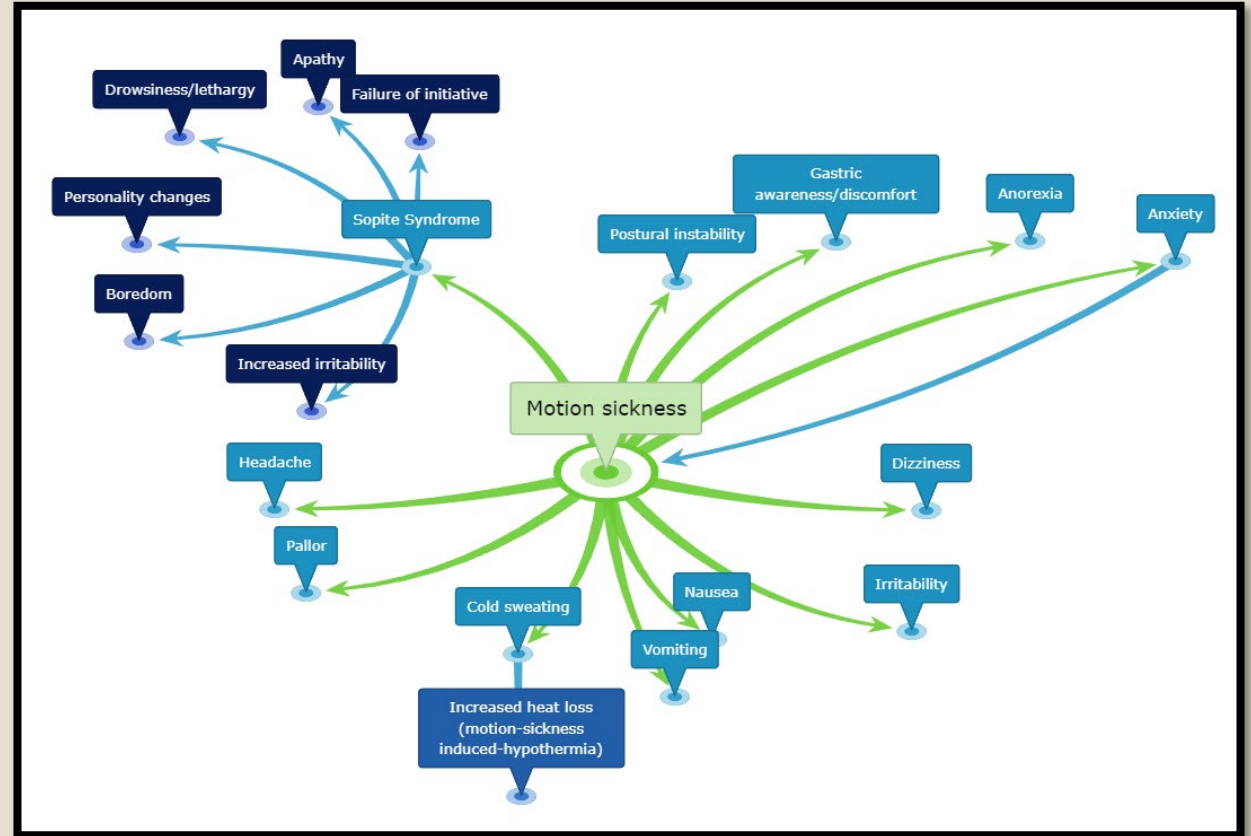 Apathy
Drowsiness/lethargy
Failure of initiative
Personality changes
Sopite Syndrome
Boredom
Increased irritability
Postural instability
Gastric
awareness/discomfort
Anorexia
Anxiety
Motion sickness
Headache
Dizziness
Pallor
Irritability
Cold sweating
Nausea
Vomiting
Increased heat loss
(motion-sickness
induced-hypothermia)